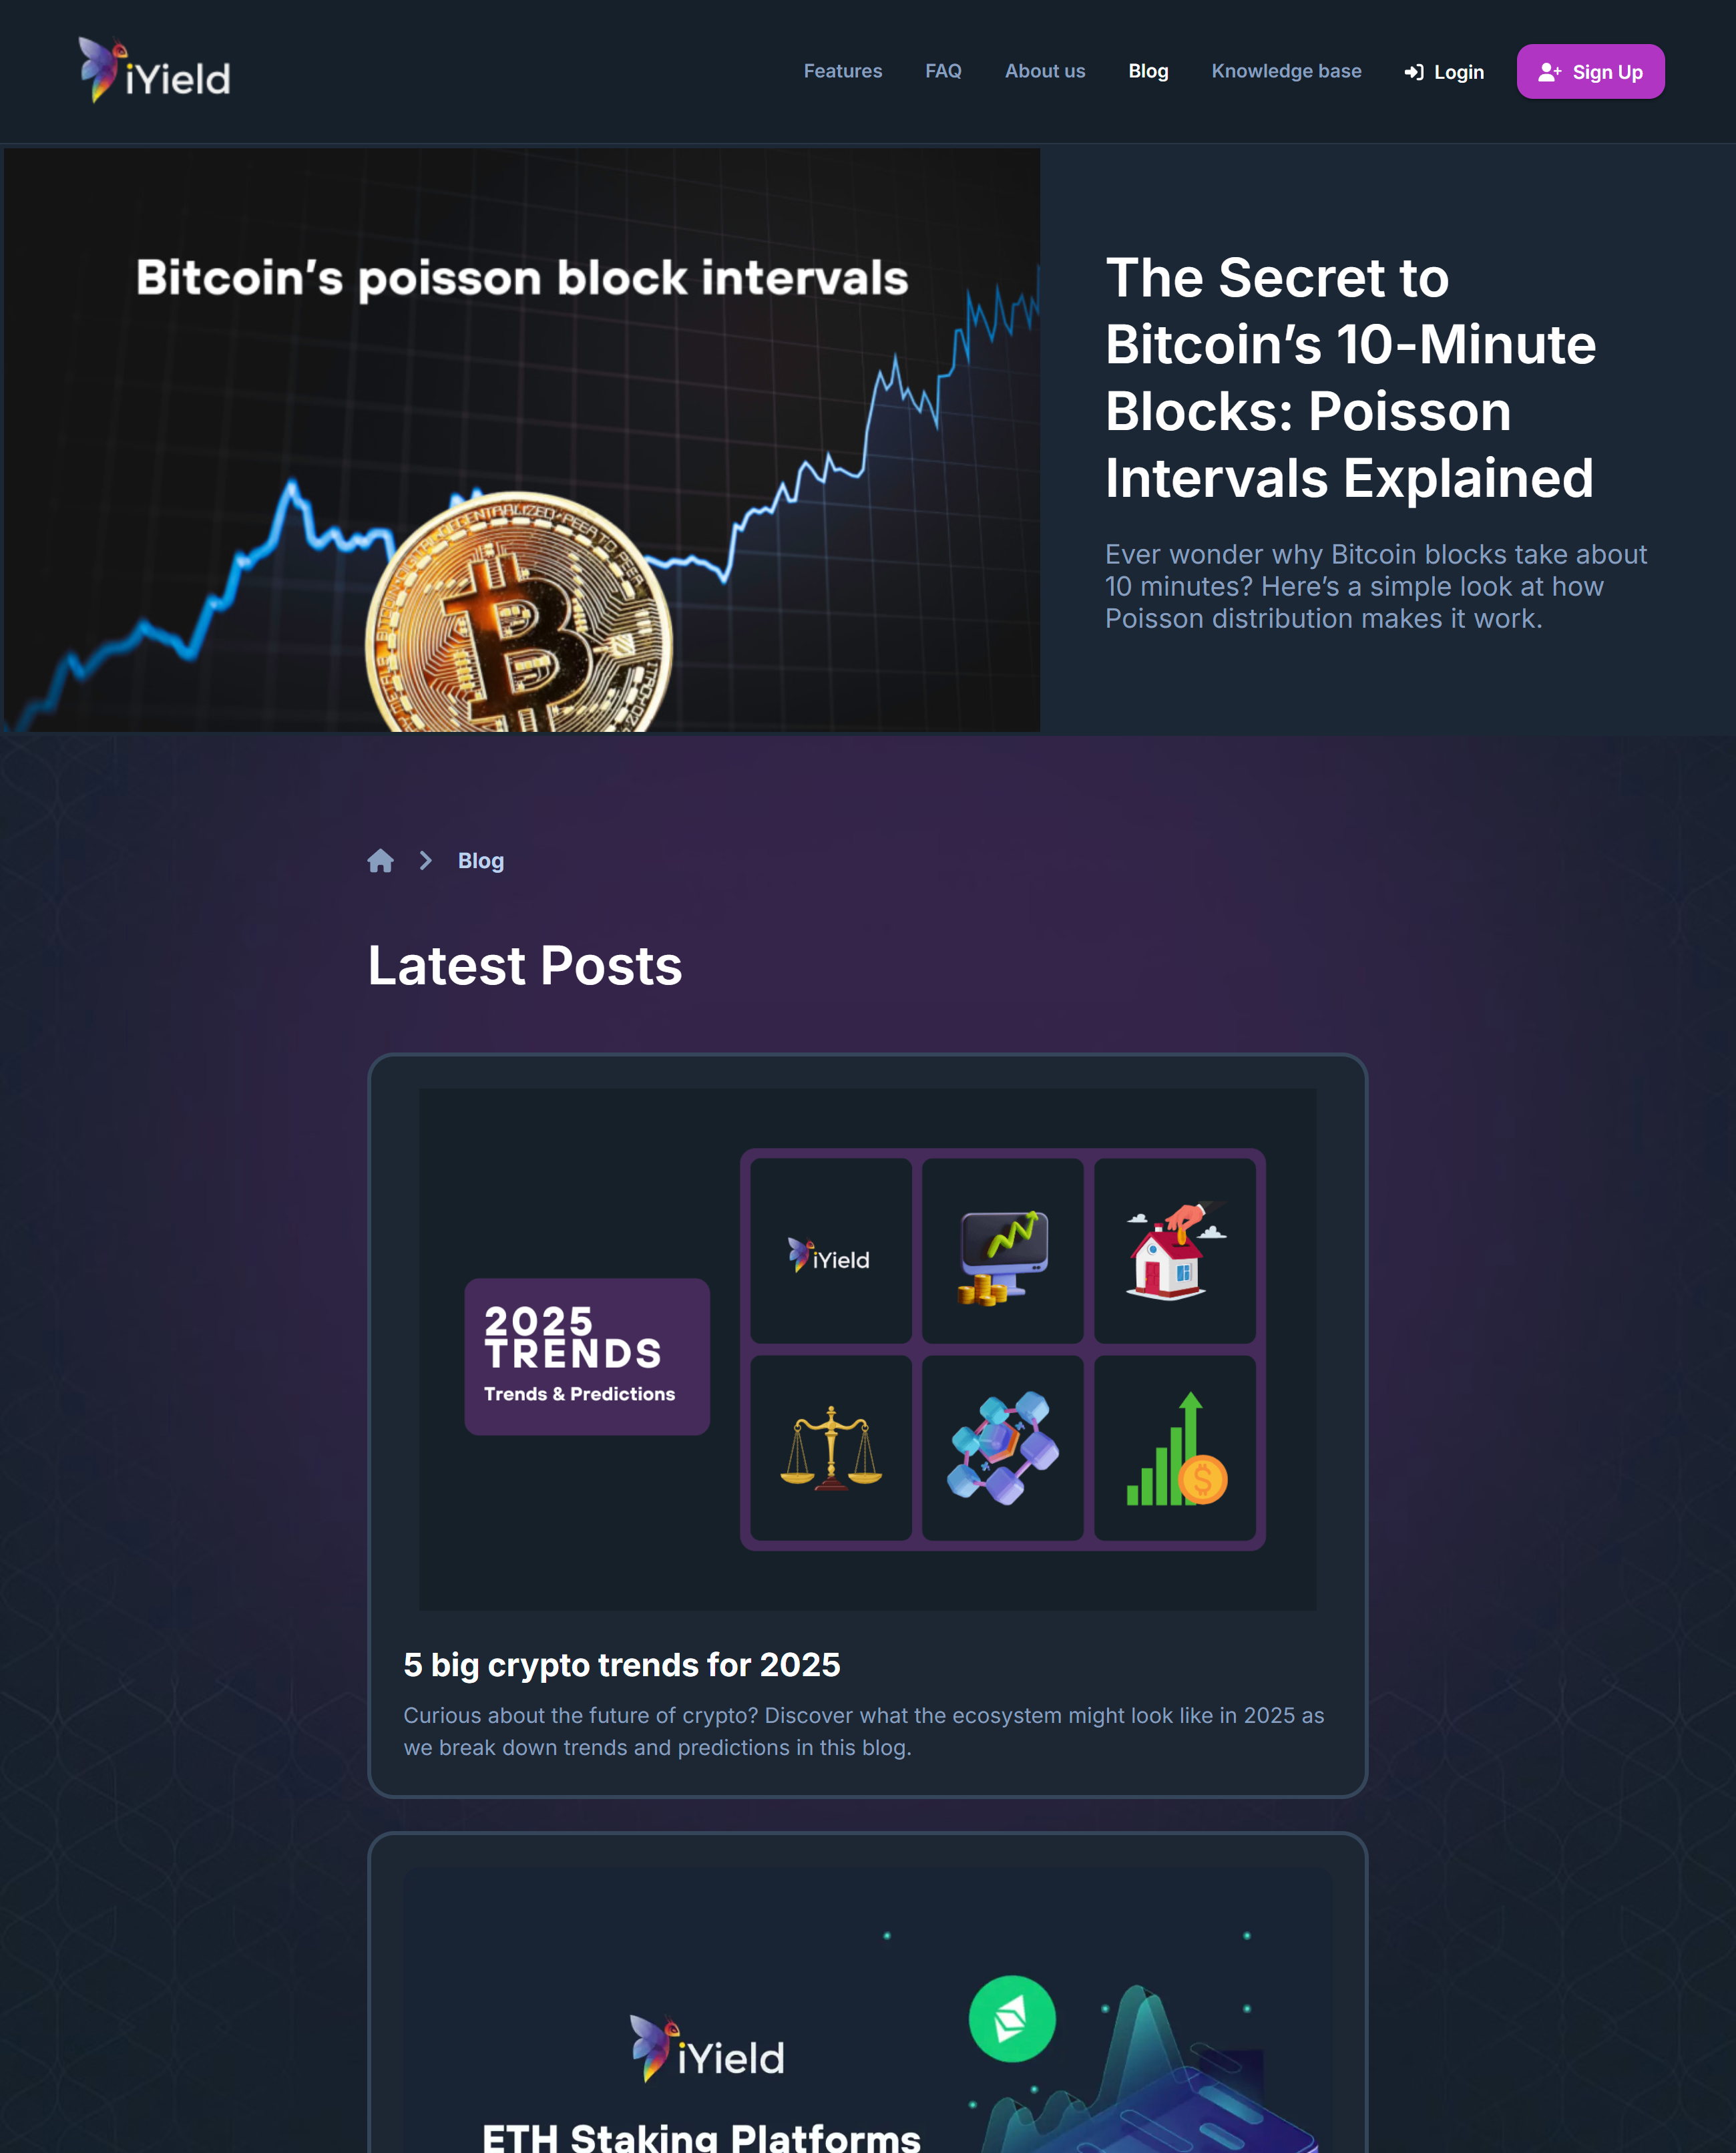 iYield
Features
FAQ
About us
Blog
Knowledge base
Login
Sign Up
Bitcoin’s poisson block intervals
The Secret to
Bitcoin’s 10-Minute
Blocks: Poisson
Intervals Explained
Ever wonder why Bitcoin blocks take about
10 minutes? Here’s a simple look at how
Poisson distribution makes it work.
Blog
Latest Posts
2025
TRENDS
Trends & Predictions
iYield
5 big crypto trends for 2025
Curious about the future of crypto? Discover what the ecosystem might look like in 2025 as
we break down trends and predictions in this blog.
iYield
ETH Staking Platforms